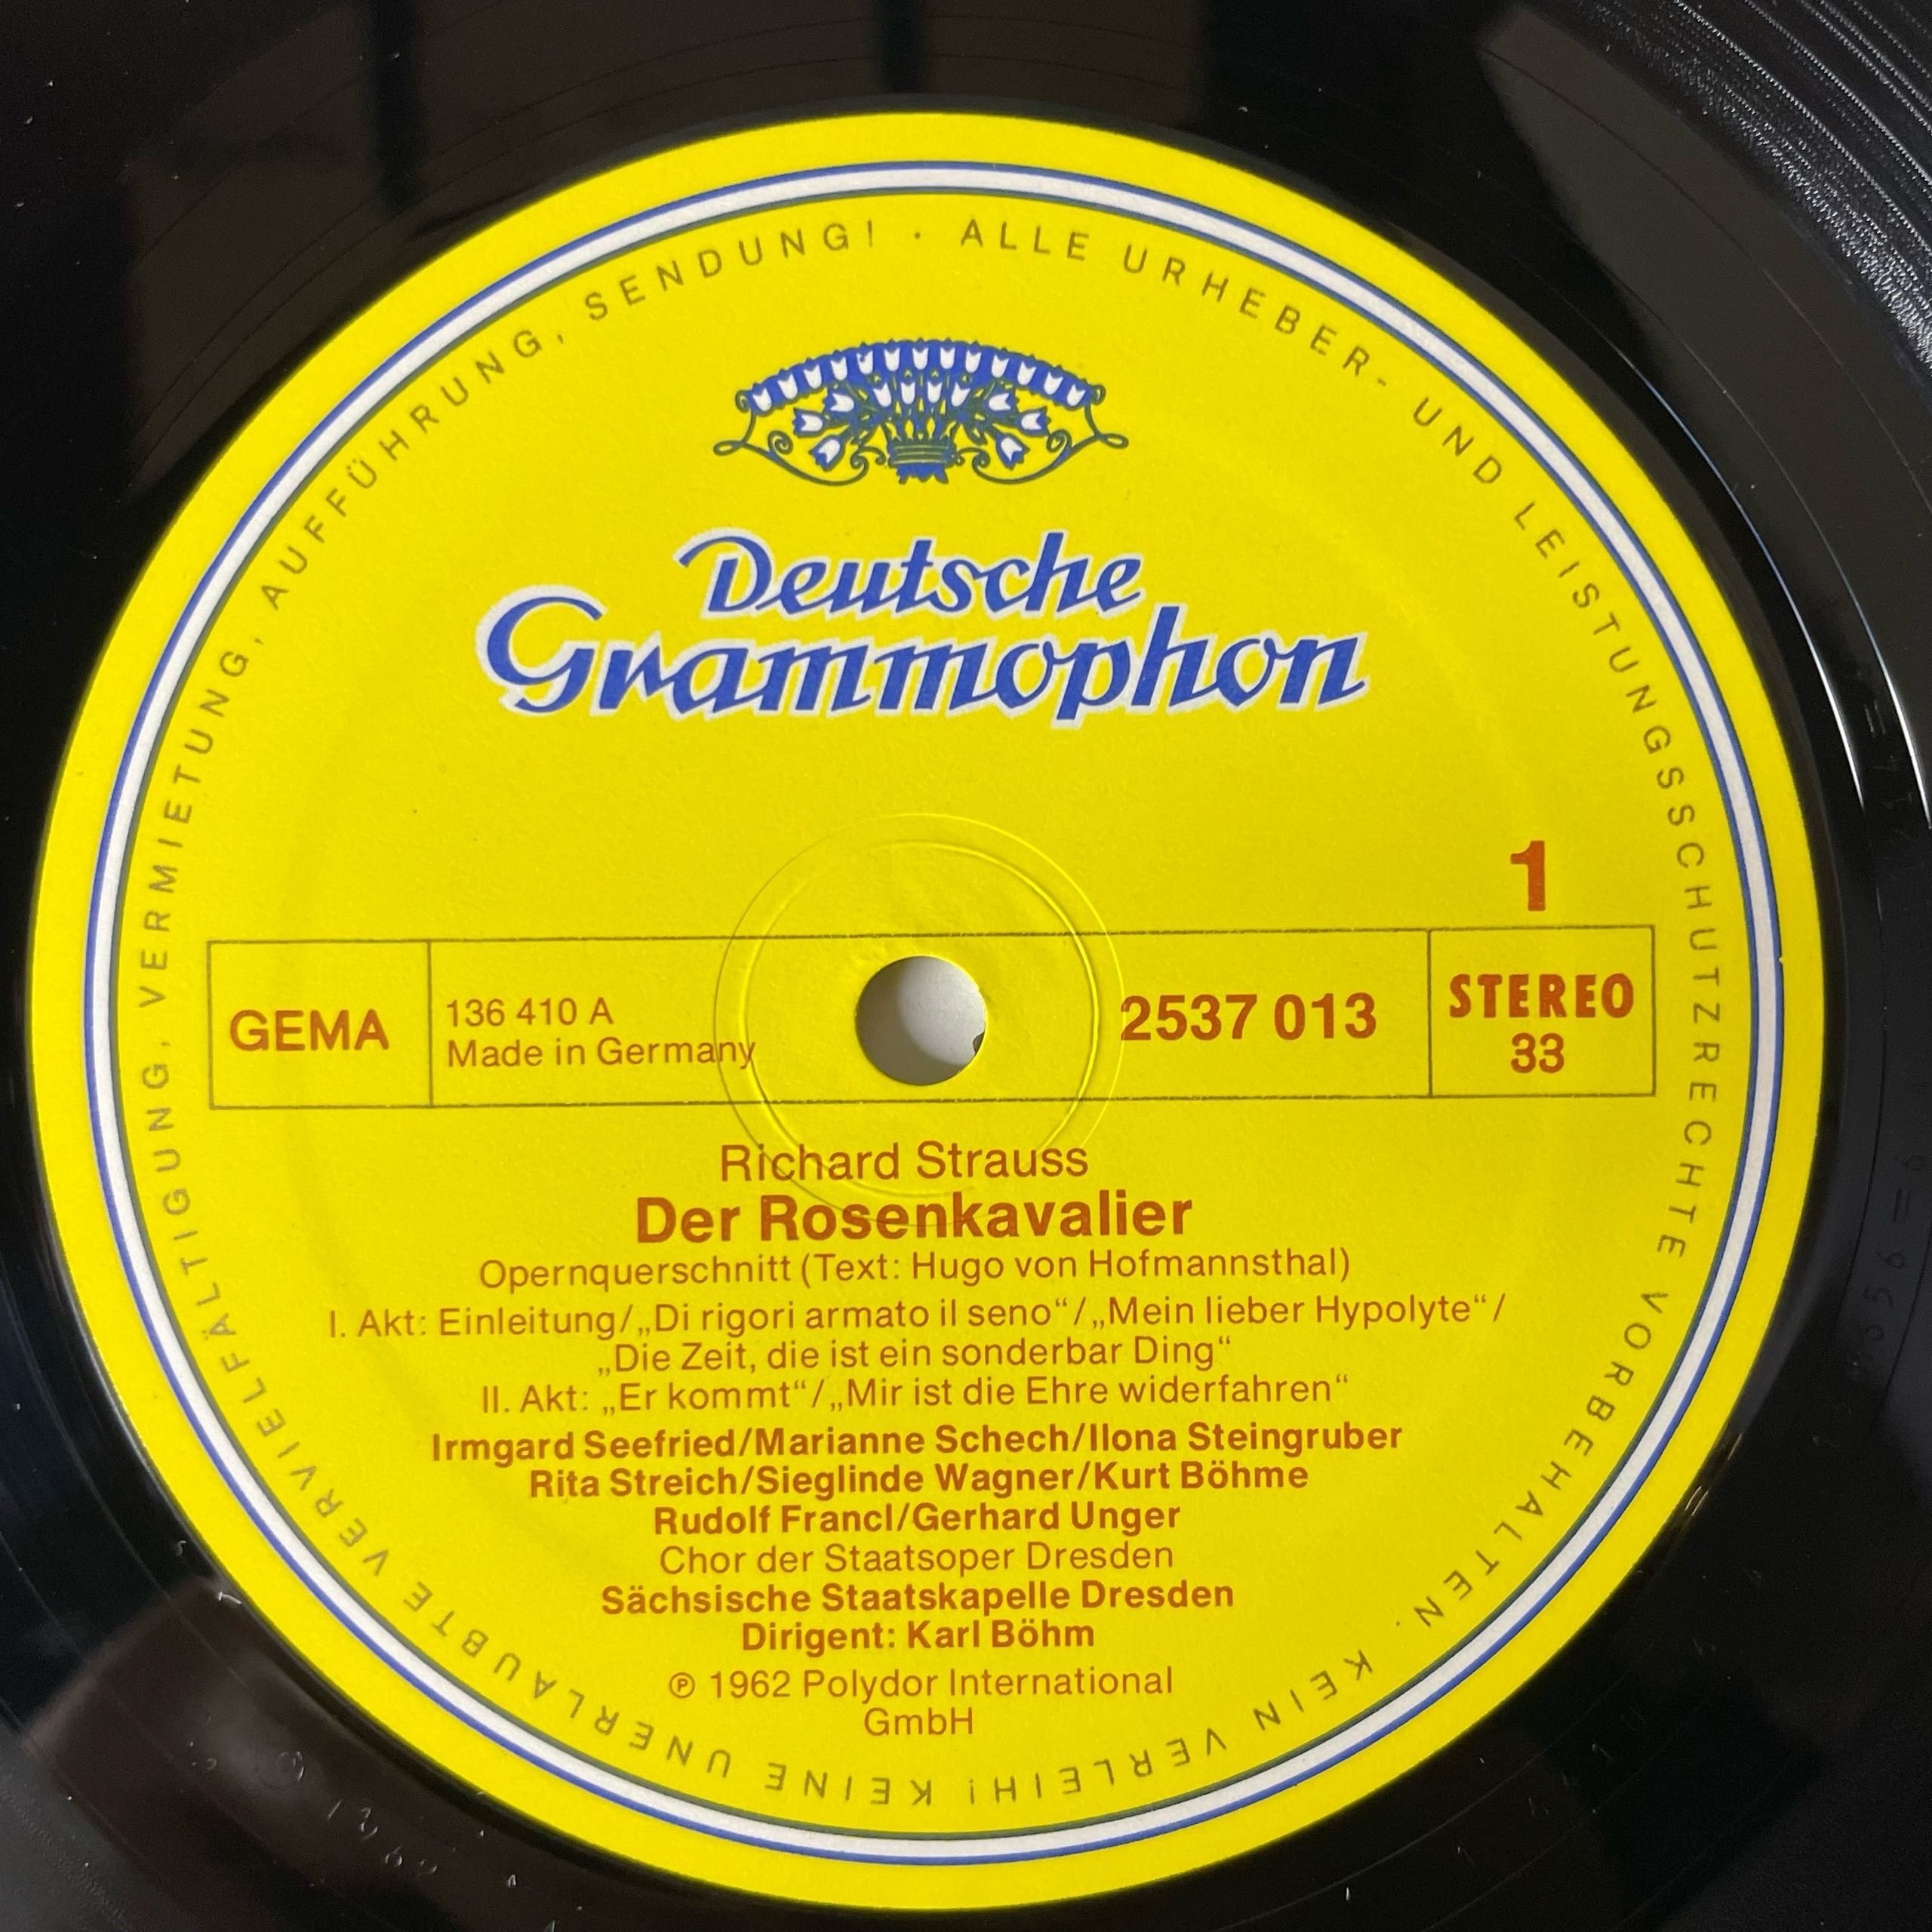 ALLE URHEBER- UND LEISTUNGSSCHUTZRECHTE VORBEHALTEN. KEIN VERLEIH! KEINE UNERLAUBTE VERVIELFÄLTIGUNG, VERMIETUNG, AUFFÜHRUNG, SENDUNG! ·
Deutsche
Grammophon
1
GEMA
136 410 A
Made in Germany
2537 013
STEREO
33
Richard Strauss
Der Rosenkavalier
Opernquerschnitt (Text: Hugo von Hofmannsthal)
I. Akt: Einleitung/„Di rigori armato il seno“/„Mein lieber Hypolyte“/
„Die Zeit, die ist ein sonderbar Ding“
II. Akt: „Er kommt“/„Mir ist die Ehre widerfahren“
Irmgard Seefried/Marianne Schech/Ilona Steingruber
Rita Streich/Sieglinde Wagner/Kurt Böhme
Rudolf Francl/Gerhard Unger
Chor der Staatsoper Dresden
Sächsische Staatskapelle Dresden
Dirigent: Karl Böhm
℗ 1962 Polydor International
GmbH